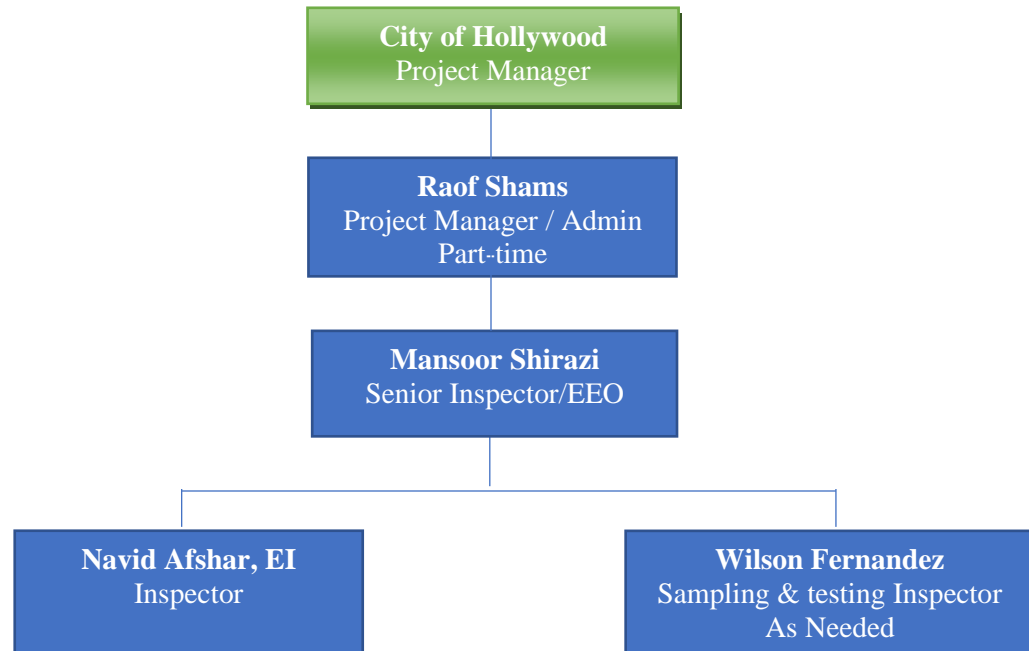 City of Hollywood
Project Manager
Raof Shams
Project Manager / Admin
Part-time
Mansoor Shirazi
Senior Inspector/EEO
Navid Afshar, EI
Inspector
Wilson Fernandez
Sampling & testing Inspector
As Needed